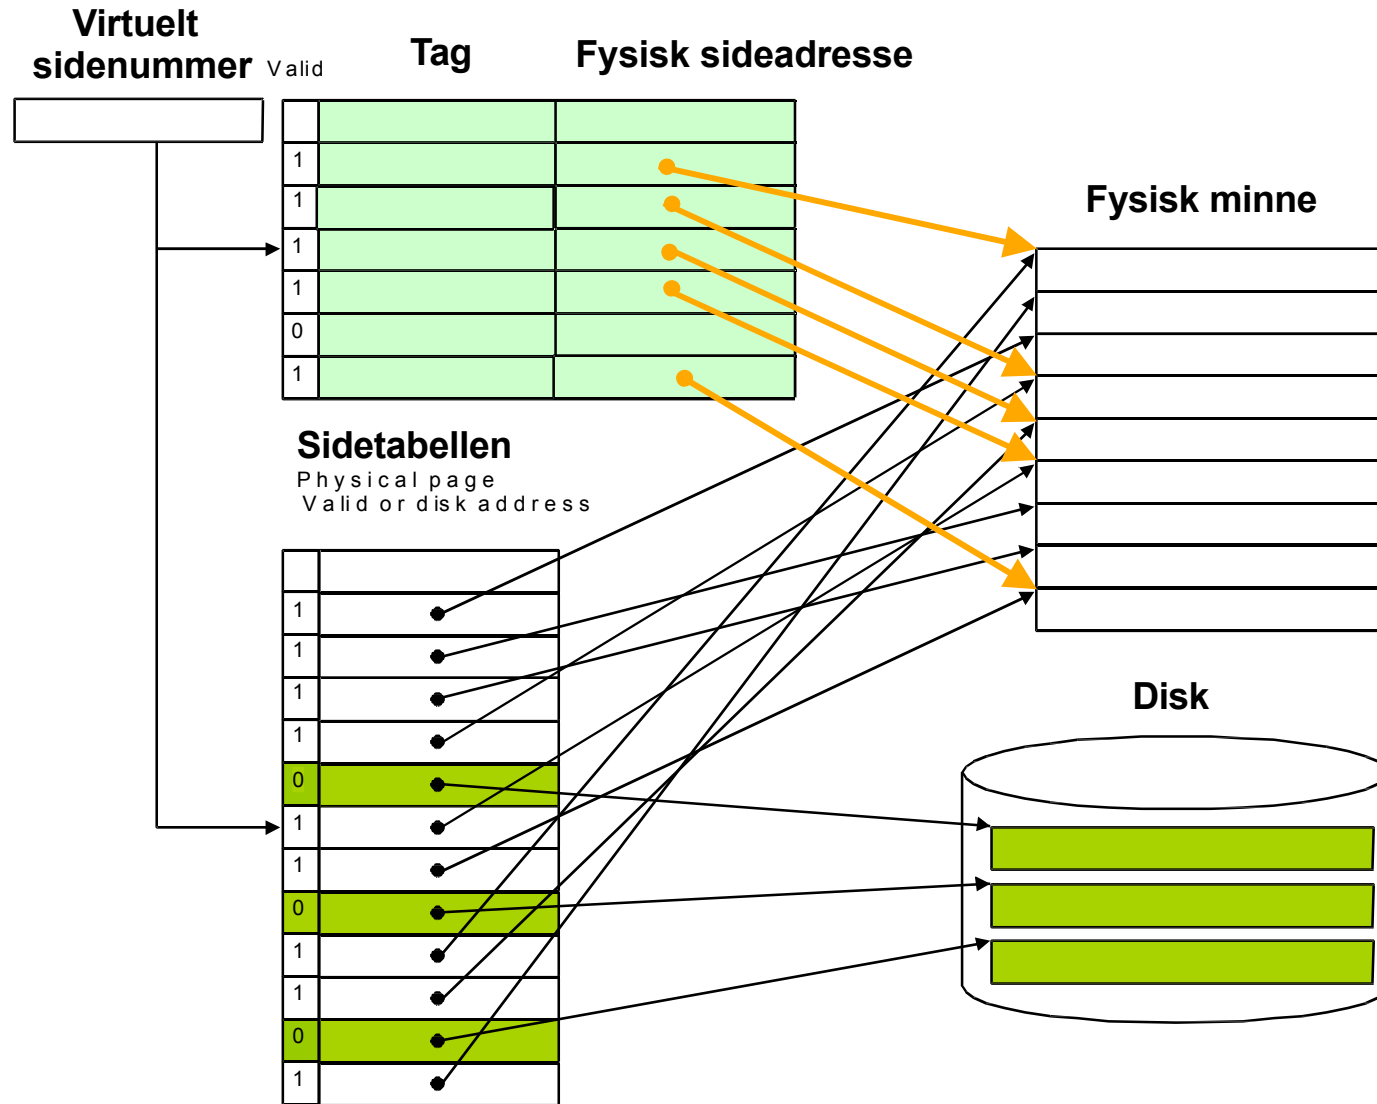 Virtuelt
sidenummer
Valid
Tag
Fysisk sideadresse
1
1
1
1
0
1
Fysisk minne
Sidetabellen
Physical page
Valid or disk address
1
1
1
1
0
1
1
0
1
1
0
1
Disk